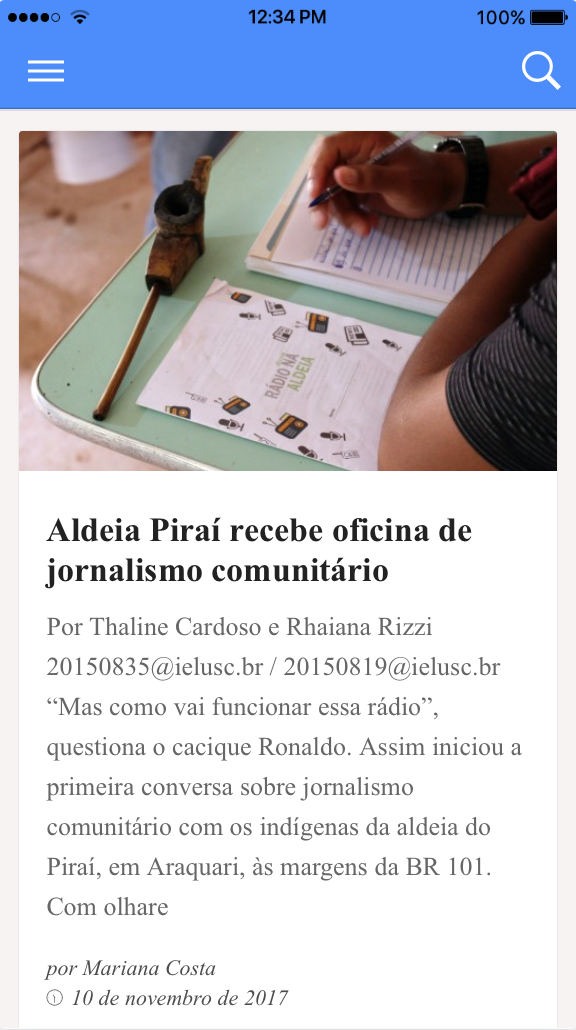 12:34 PM
100%
RÁDIO NA
ALDEIA
Aldeia Piraí recebe oficina de
jornalismo comunitário
Por Thaline Cardoso e Rhaiana Rizzi
20150835@ielusc.br / 20150819@ielusc.br
“Mas como vai funcionar essa rádio”,
questiona o cacique Ronaldo. Assim iniciou a
primeira conversa sobre jornalismo
comunitário com os indígenas da aldeia do
Piraí, em Araquari, às margens da BR 101.
Com olhare
por Mariana Costa
10 de novembro de 2017